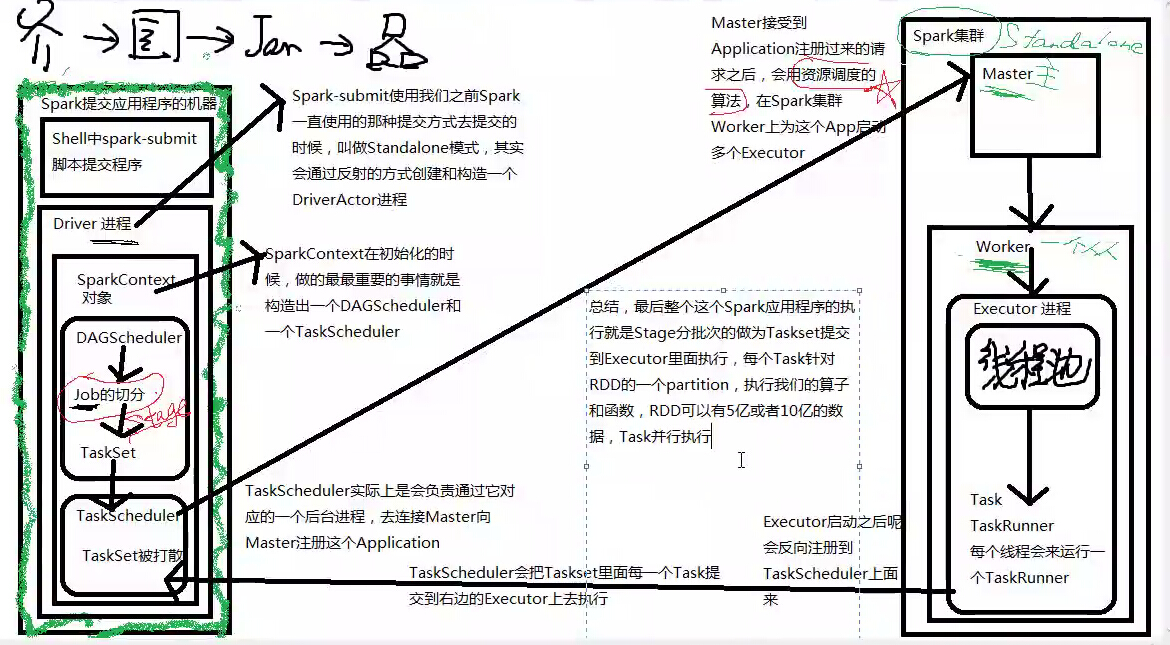 Jar
Spark提交应用程序的机器
Shell中spark-submit
脚本提交程序
Driver 进程
SparkContext
对象
DAGScheduler
Job的切分
stage
TaskSet
TaskScheduler
TaskSet被打散
Spark-submit使用我们之前Spark
一直使用的那种提交方式去提交的
时候，叫做Standalone模式，其实
会通过反射的方式创建和构造一个
DriverActor进程
SparkContext在初始化的时
候，做的最最重要的事情就是
构造出一个DAGScheduler和
一个TaskScheduler
TaskScheduler实际上是会负责通过它对
应的一个后台进程，去连接Master向
Master注册这个Application
TaskScheduler会把Taskset里面每一个Task提
交到右边的Executor上去执行
总结，最后整个这个Spark应用程序的执
行就是Stage分批次的做为Taskset提交
到Executor里面执行，每个Task针对
RDD的一个partition，执行我们的算子
和函数，RDD可以有5亿或者10亿的数
据，Task并行执行
Master接受到
Application注册过来的请
求之后，会用资源调度的
算法，在Spark集群
Worker上为这个App启动
多个Executor
Executor启动之后呢
会反向注册到
TaskScheduler上面
来
Spark集群
Standalone
Master
主
Worker
Executor 进程
线程池
Task
TaskRunner
每个线程会来运行一
个TaskRunner